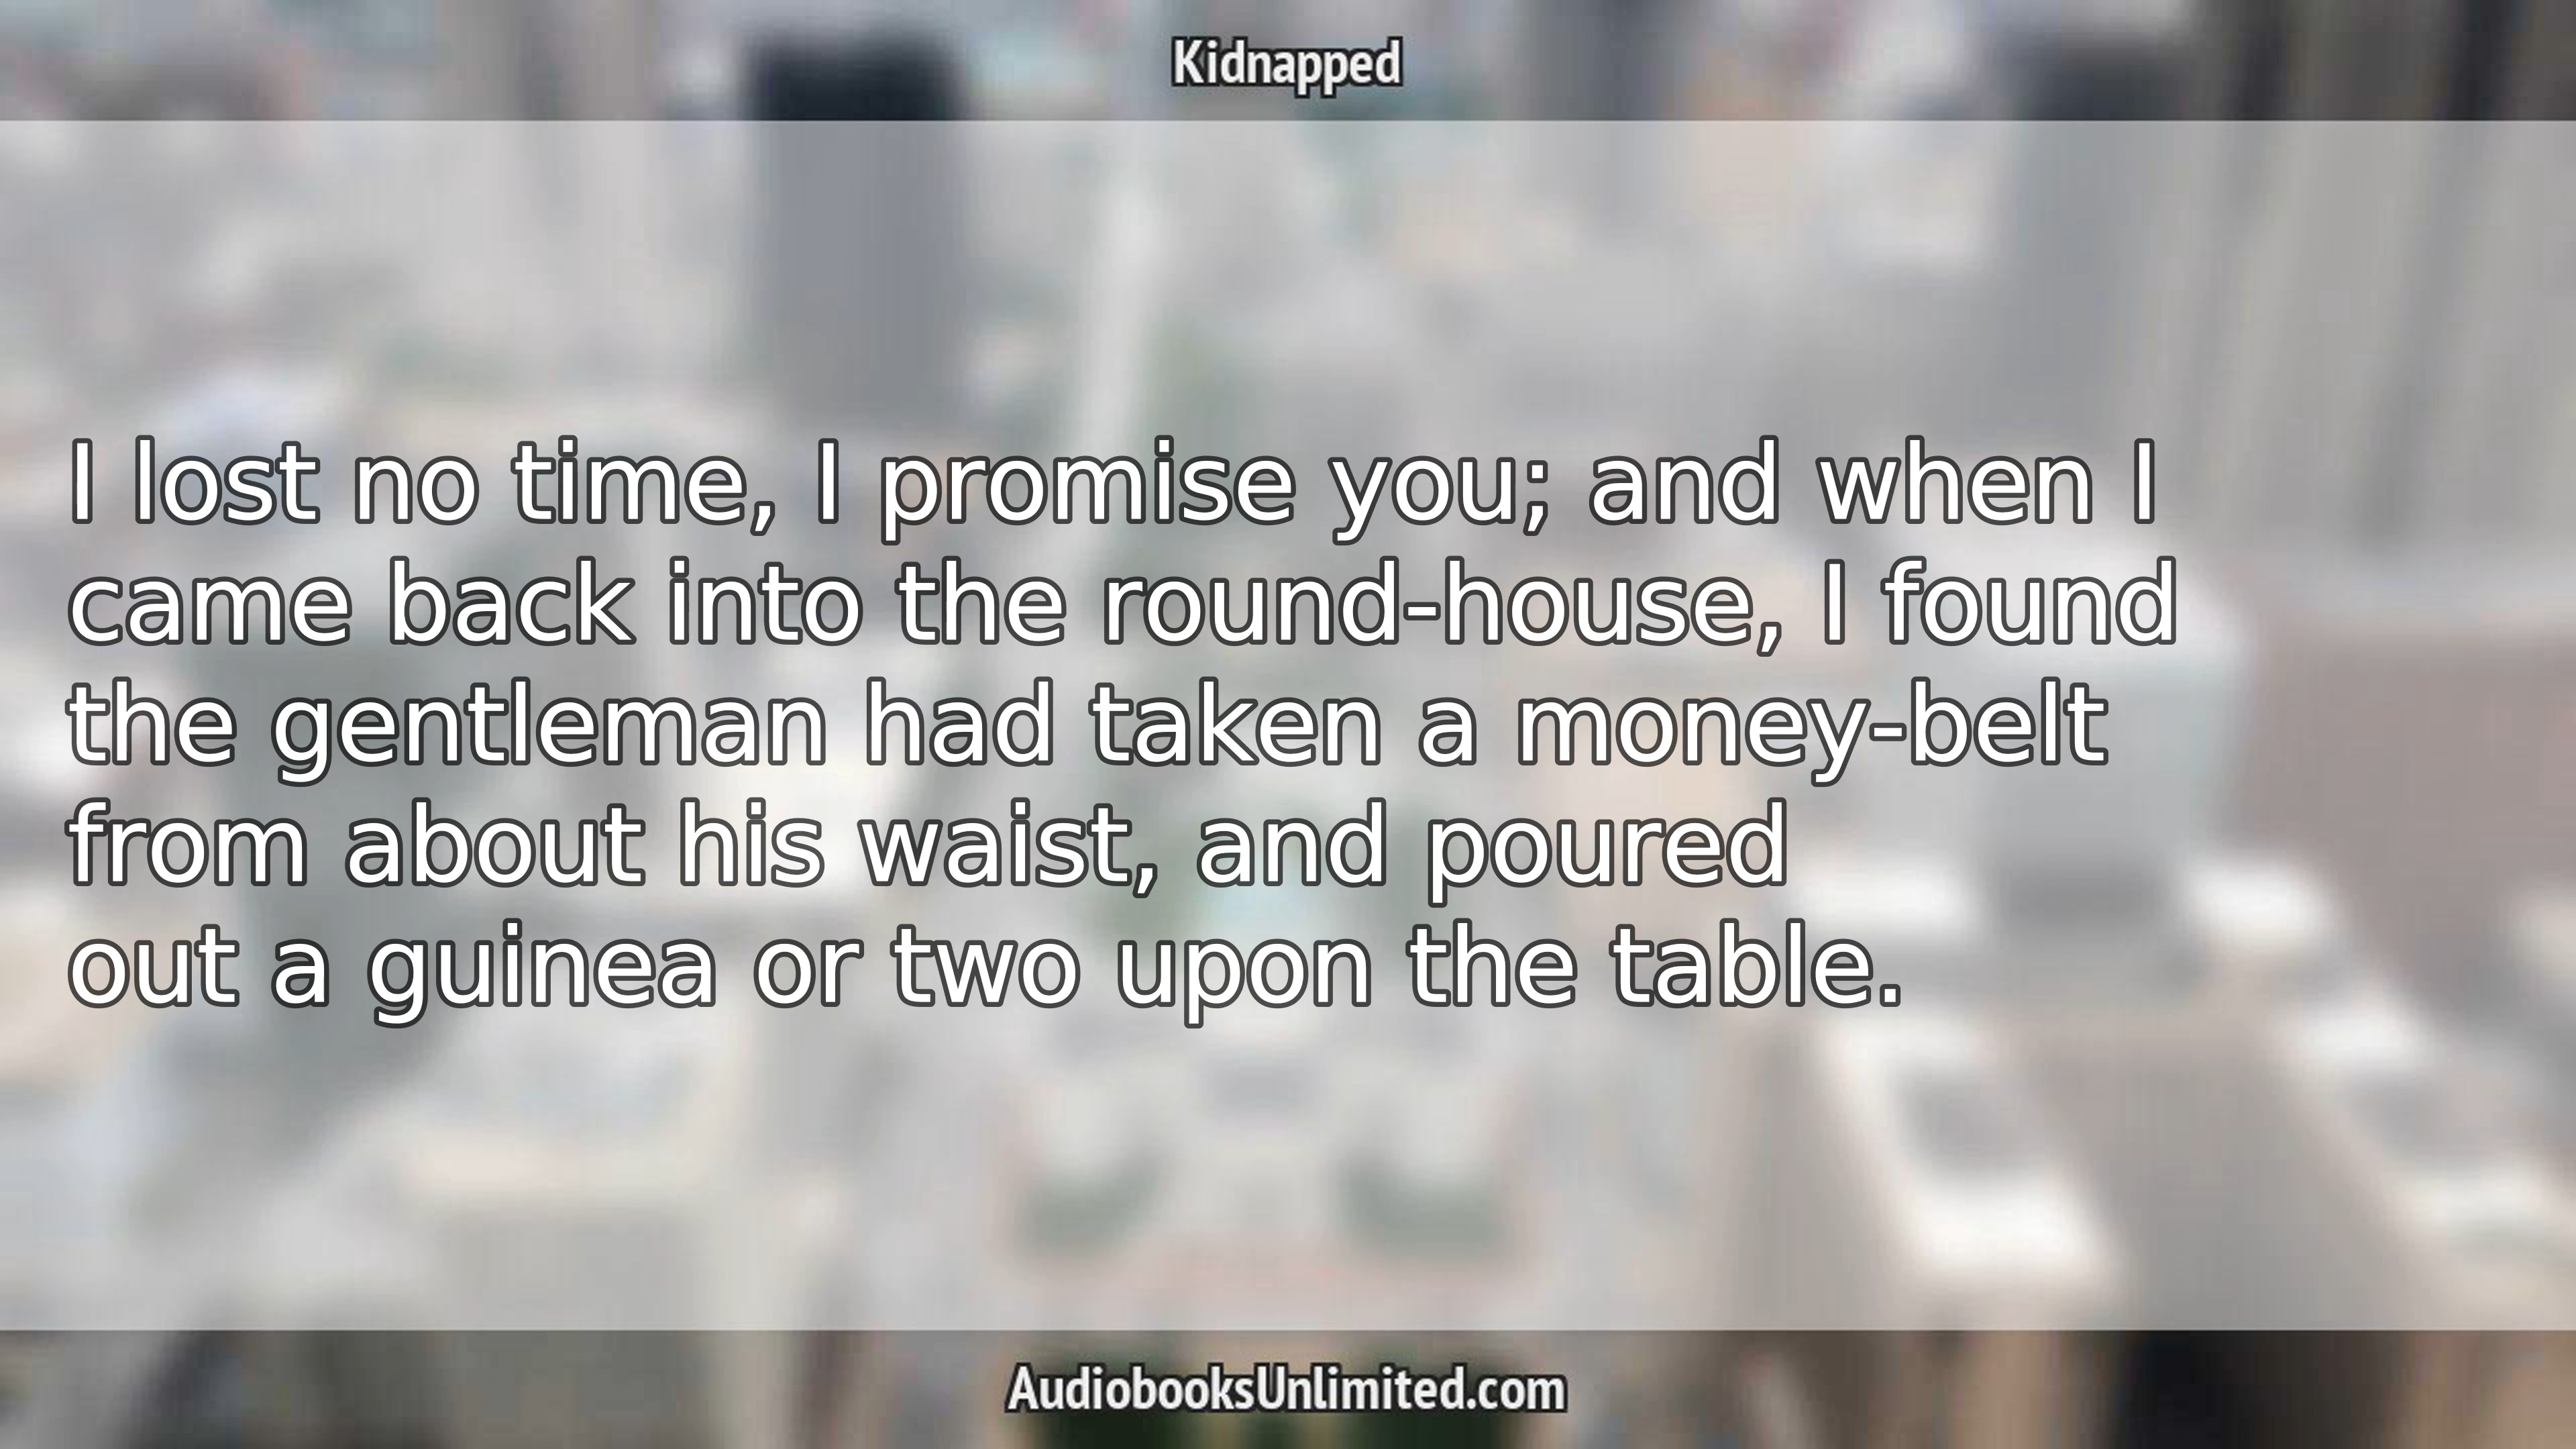 Kidnapped
I lost no time, I promise you; and when I
came back into the round-house, I found
the gentleman had taken a money-belt
from about his waist, and poured
out a guinea or two upon the table.
AudiobooksUnlimited.com